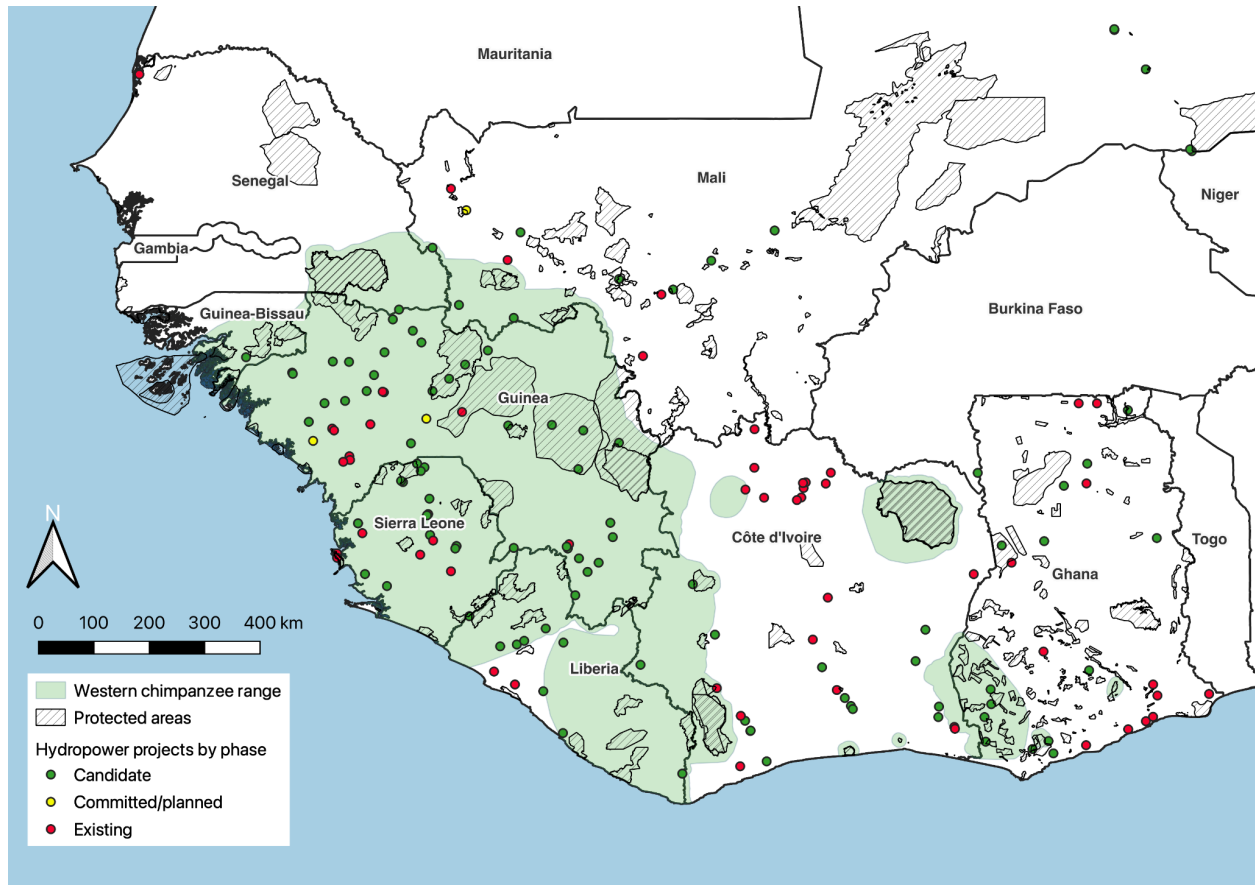 Mauritania
Senegal
Mali
Niger
Gambia
Guinea-Bissau
Burkina Faso
Guinea
Sierra Leone
Côte d'Ivoire
Togo
Ghana
Liberia
N
0 100 200 300 400 km
Western chimpanzee range
Protected areas
Hydropower projects by phase
Candidate
Committed/planned
Existing